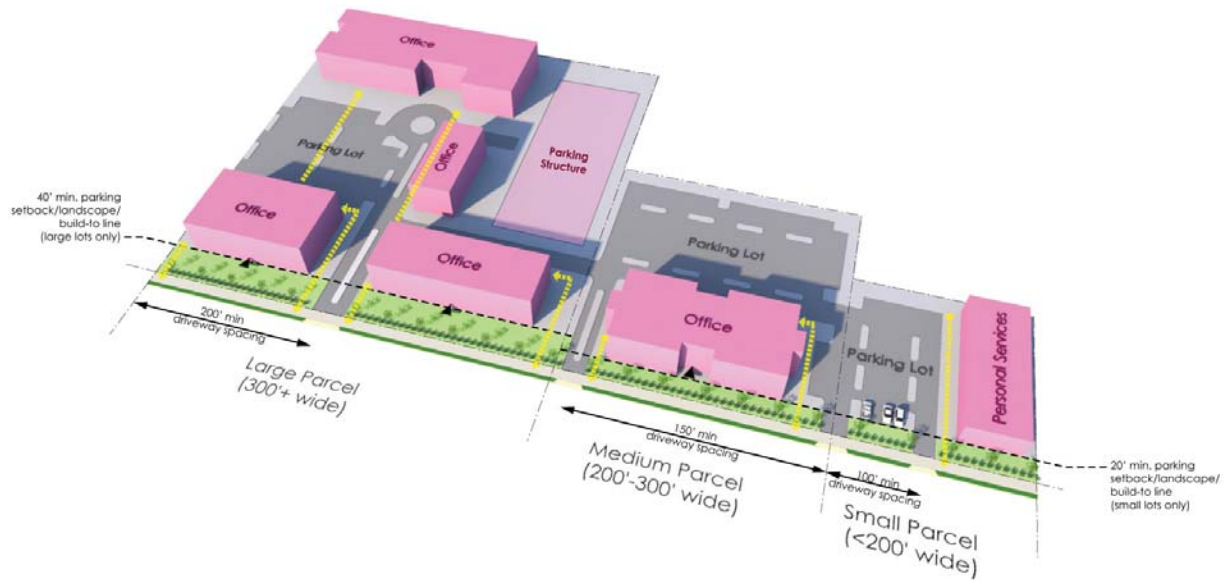 Office
Parking Lot
Office
Parking
Structure
40' min. parking
setback/landscape/
build-to line
(large lots only)
Office
Office
Parking Lot
Office
Parking Lot
Personal Services
200' min
driveway spacing
Large Parcel
(300'+ wide)
150' min
driveway spacing
Medium Parcel
(200'-300' wide)
100' min
driveway spacing
Small Parcel
(<200' wide)
20' min. parking
setback/landscape/
build-to line
(small lots only)